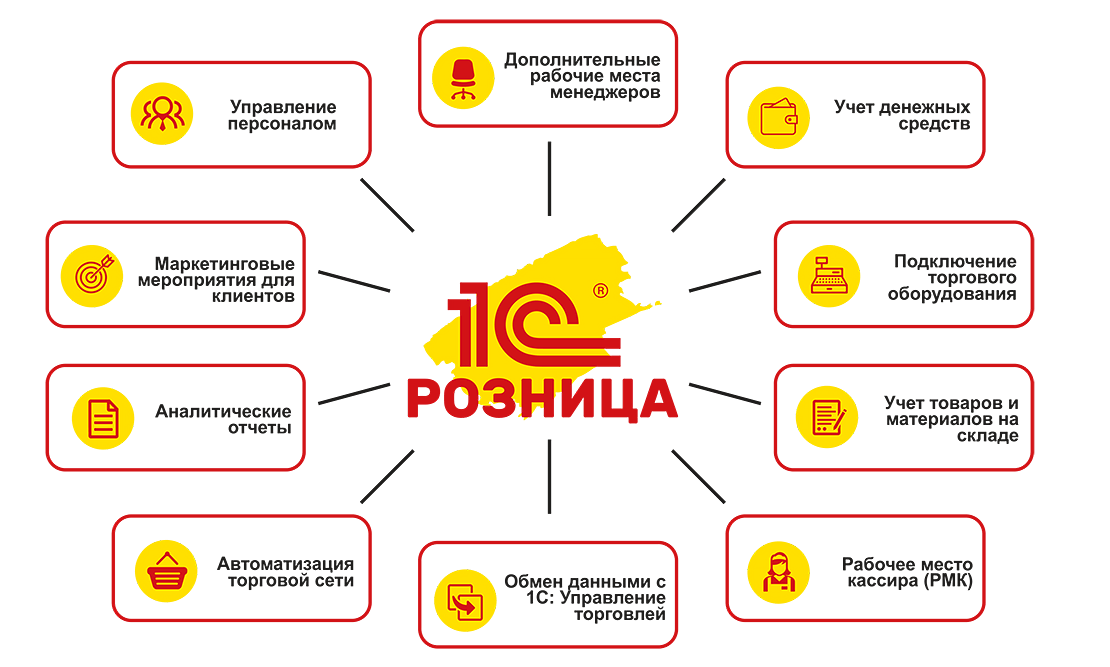 Дополнительные
рабочие места
менеджеров
Управление
персоналом
Учет денежных
средств
Маркетинговые
мероприятия для
клиентов
Подключение
торгового
оборудования
1С ®
РОЗНИЦА
Аналитические
отчеты
Учет товаров и
материалов на
складе
Автоматизация
торговой сети
Обмен данными с
1С: Управление
торговлей
Рабочее место
кассира (РМК)